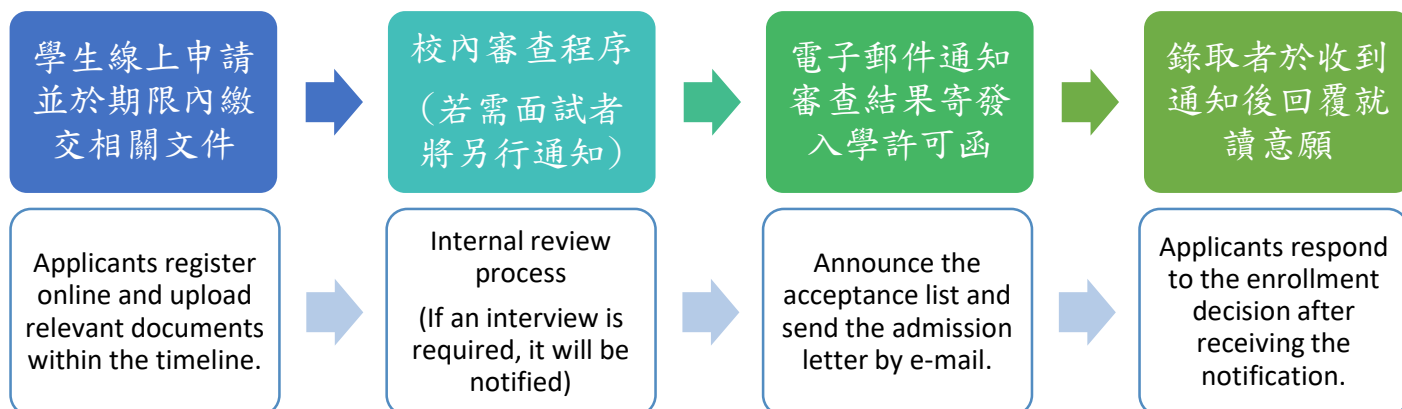 學生線上申請
並於期限內繳
交相關文件
校內審查程序
(若需面試者
將另行通知)
電子郵件通知
審查結果寄發
入學許可函
錄取者於收到
通知後回覆就
讀意願
Applicants register
online and upload
relevant documents
within the timeline.
Internal review
process
(If an interview is
required, it will be
notified)
Announce the
acceptance list and
send the admission
letter by e-mail.
Applicants respond
to the enrollment
decision after
receiving the
notification.